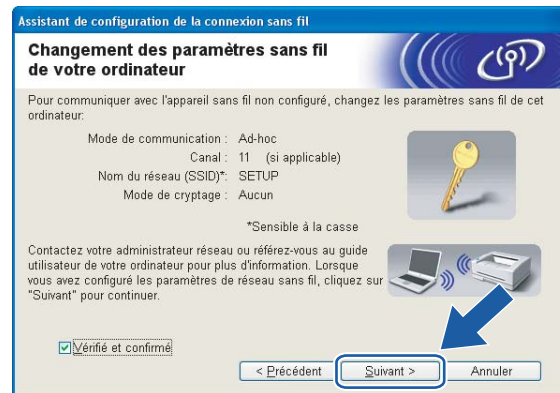 Assistant de configuration de la connexion sans fil
Changement des paramètres sans fil
de votre ordinateur
Pour communiquer avec l'appareil sans fil non configuré, changez les paramètres sans fil de cet
ordinateur:
Mode de communication : Ad-hoc
Canal : 11 (si applicable)
Nom du réseau (SSID)*: SETUP
Mode de cryptage : Aucun
*Sensible à la casse
Contactez votre administrateur réseau ou référez-vous au guide
utilisateur de votre ordinateur pour plus d'information. Lorsque
vous avez configuré les paramètres de réseau sans fil, cliquez sur
"Suivant" pour continuer.
Vérifié et confirmé
< Précédent Suivant > Annuler